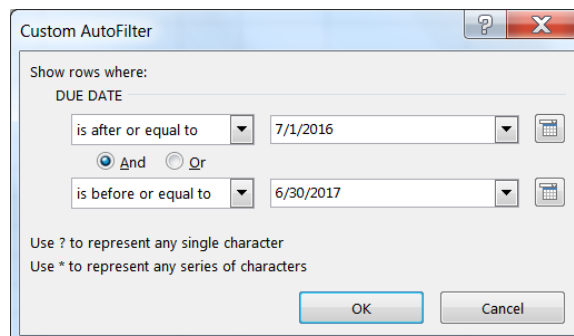 Custom AutoFilter
?
X
Show rows where:
DUE DATE
is after or equal to 7/1/2016
And Or
is before or equal to 6/30/2017
Use ? to represent any single character
Use * to represent any series of characters
OK Cancel